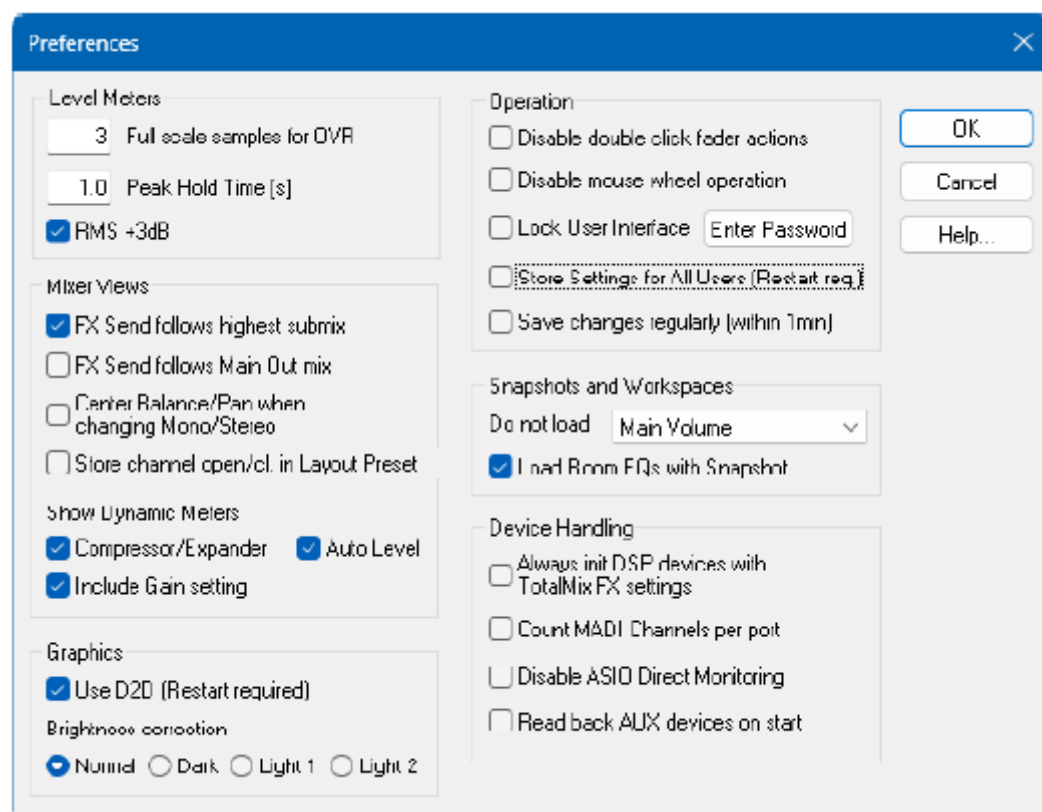 Preferences
Level Meters
3 Full scale samples for OVR
1.0 Peak Hold Time [s]
RMS +3dB
Mixer Views
FX Send follows highest submix
FX Send follows Main Out mix
Center Balance/Pan when
changing Mono/Stereo
Store channel open/cl. in Layout Preset
Show Dynamic Meters
Compressor/Expander Auto Level
Include Gain setting
Graphics
Use D2D (Restart required)
Brightness correction
Normal Dark Light 1 Light 2
Operation
Disable double click fader actions
Disable mouse wheel operation
Lock User Interface Enter Password
Store Settings for All Users (Restart req.)
Save changes regularly (within 1min)
Snapshots and Workspaces
Do not load Main Volume
Load Room EQs with Snapshot
Device Handling
Always init DSP devices with
TotalMix FX settings
Count MADI Channels per port
Disable ASIO Direct Monitoring
Read back AUX devices on start
OK
Cancel
Help...